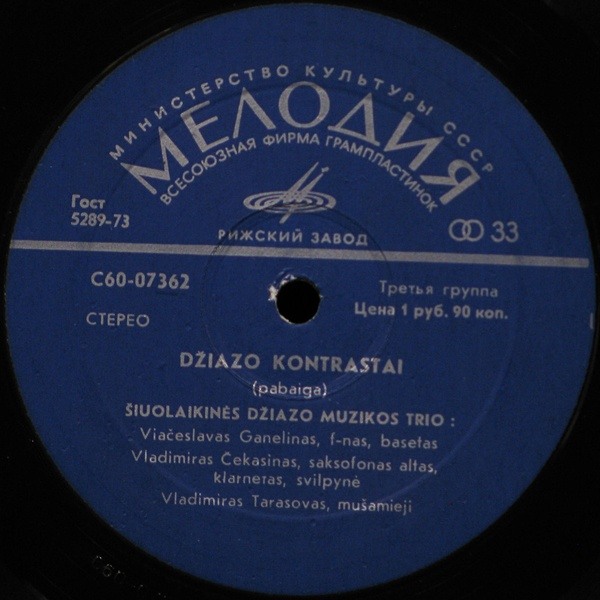 МИНИСТЕРСТВО КУЛЬТУРЫ СССР
МЕЛОДИЯ
ВСЕСОЮЗНАЯ ФИРМА ГРАМПЛАСТИНОК
Гост
5289-73
РИЖСКИЙ ЗАВОД
33
С60-07362
Третья группа
Цена 1 руб. 90 коп.
СТЕРЕО
DŽIAZO KONTRASTAI
(pabaiga)
ŠIUOLAIKINĖS DŽIAZO MUZIKOS TRIO :
Viačeslavas Ganelinas, f-nas, basetas
Vladimiras Čekasinas, saksofonas altas,
klarnetas, svilpynė
Vladimiras Tarasovas, mušamieji